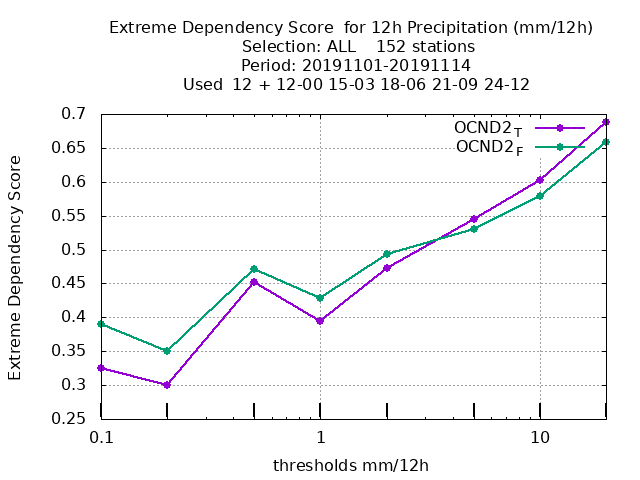 Extreme Dependency Score  for 12h Precipitation (mm/12h)
Selection: ALL    152 stations
Period: 20191101-20191114
Used  12 + 12-00 15-03 18-06 21-09 24-12
0.7
0.65
0.6
0.55
0.5
0.45
0.4
0.35
0.3
0.25
Extreme Dependency Score
OCND2T
OCND2F
0.1
1
10
thresholds mm/12h